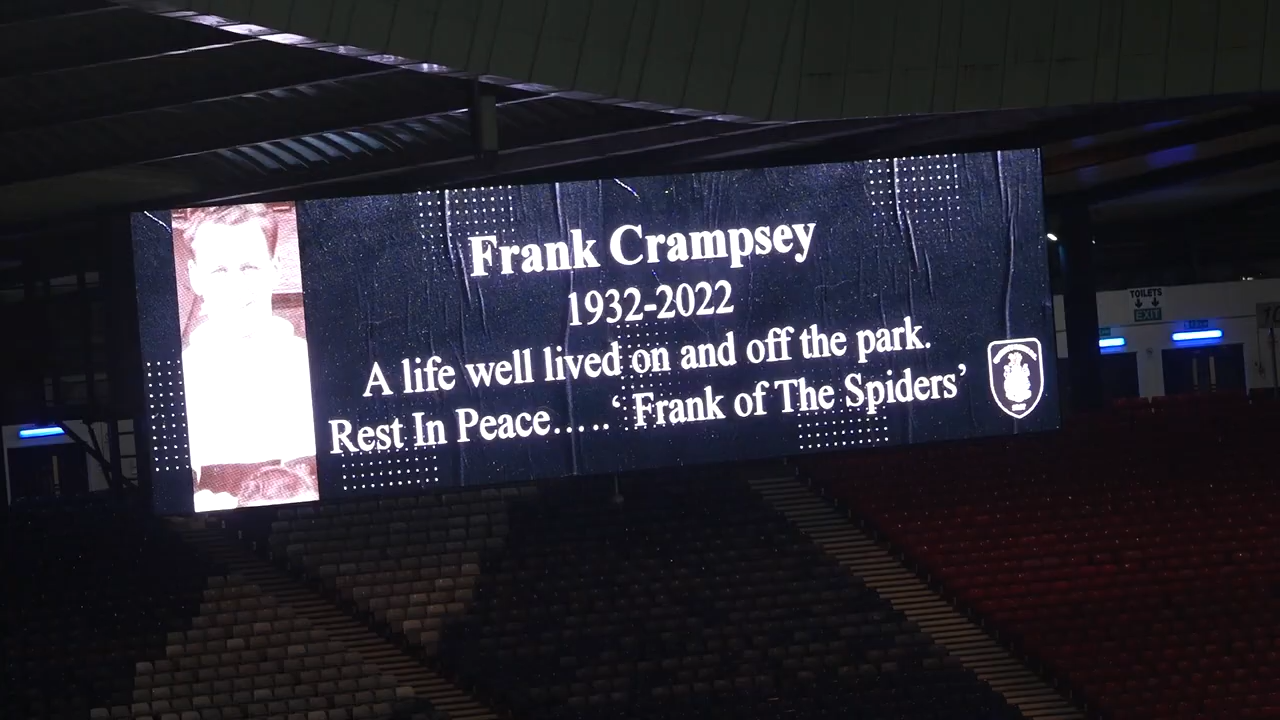 Frank Crampsey
1932-2022
A life well lived on and off the park.
Rest In Peace..... ‘ Frank of The Spiders’
TOILETS
EXIT